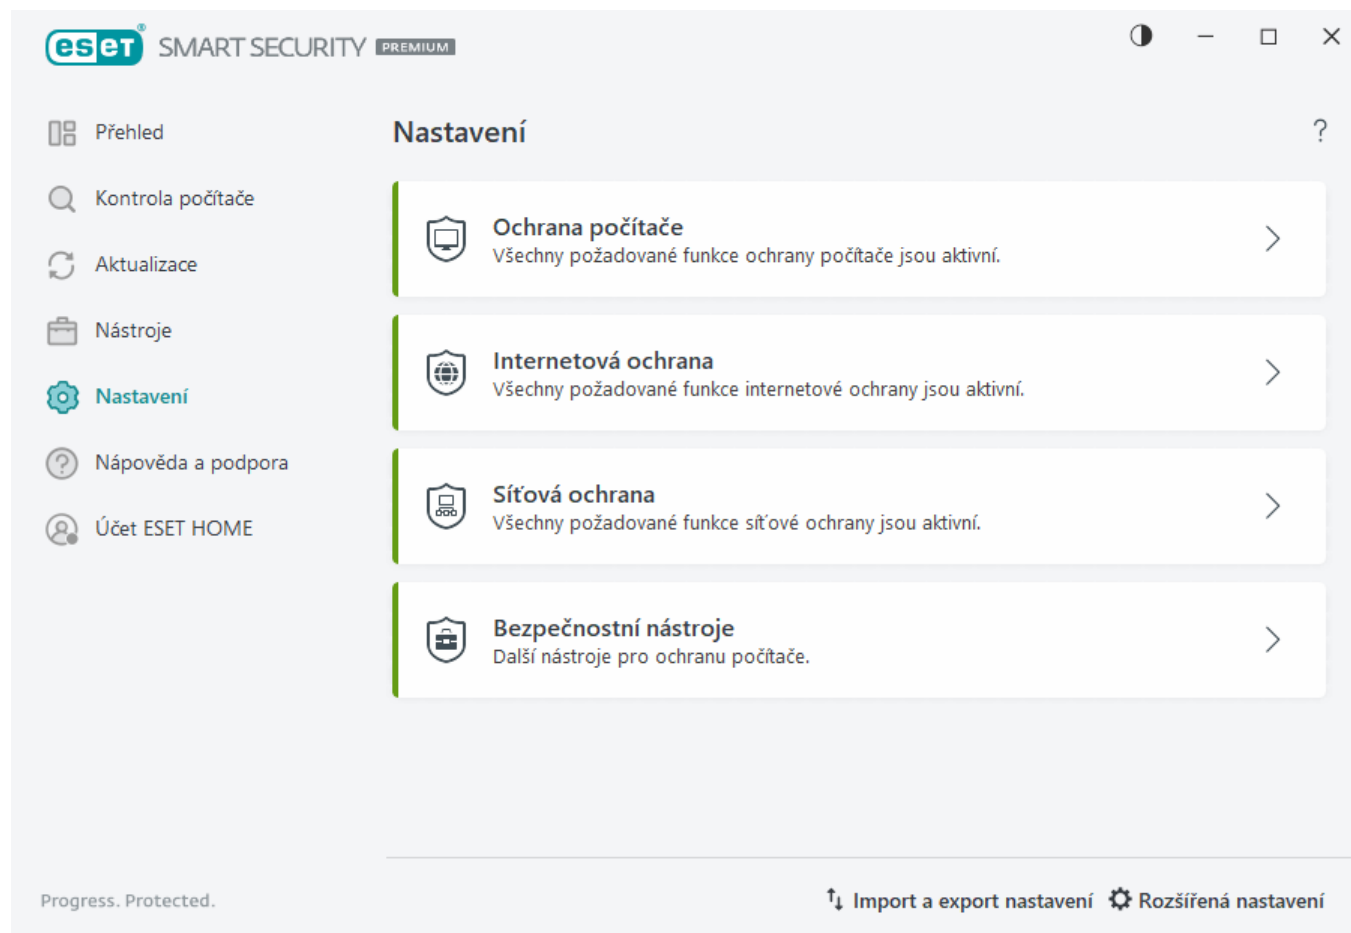 eset® SMART SECURITY PREMIUM
Přehled
Kontrola počítače
Aktualizace
Nástroje
Nastavení
Nápověda a podpora
Účet ESET HOME
Nastavení
?
Ochrana počítače
Všechny požadované funkce ochrany počítače jsou aktivní.
Internetová ochrana
Všechny požadované funkce internetové ochrany jsou aktivní.
Síťová ochrana
Všechny požadované funkce síťové ochrany jsou aktivní.
Bezpečnostní nástroje
Další nástroje pro ochranu počítače.
Progress. Protected.
Import a export nastavení Rozšířená nastavení